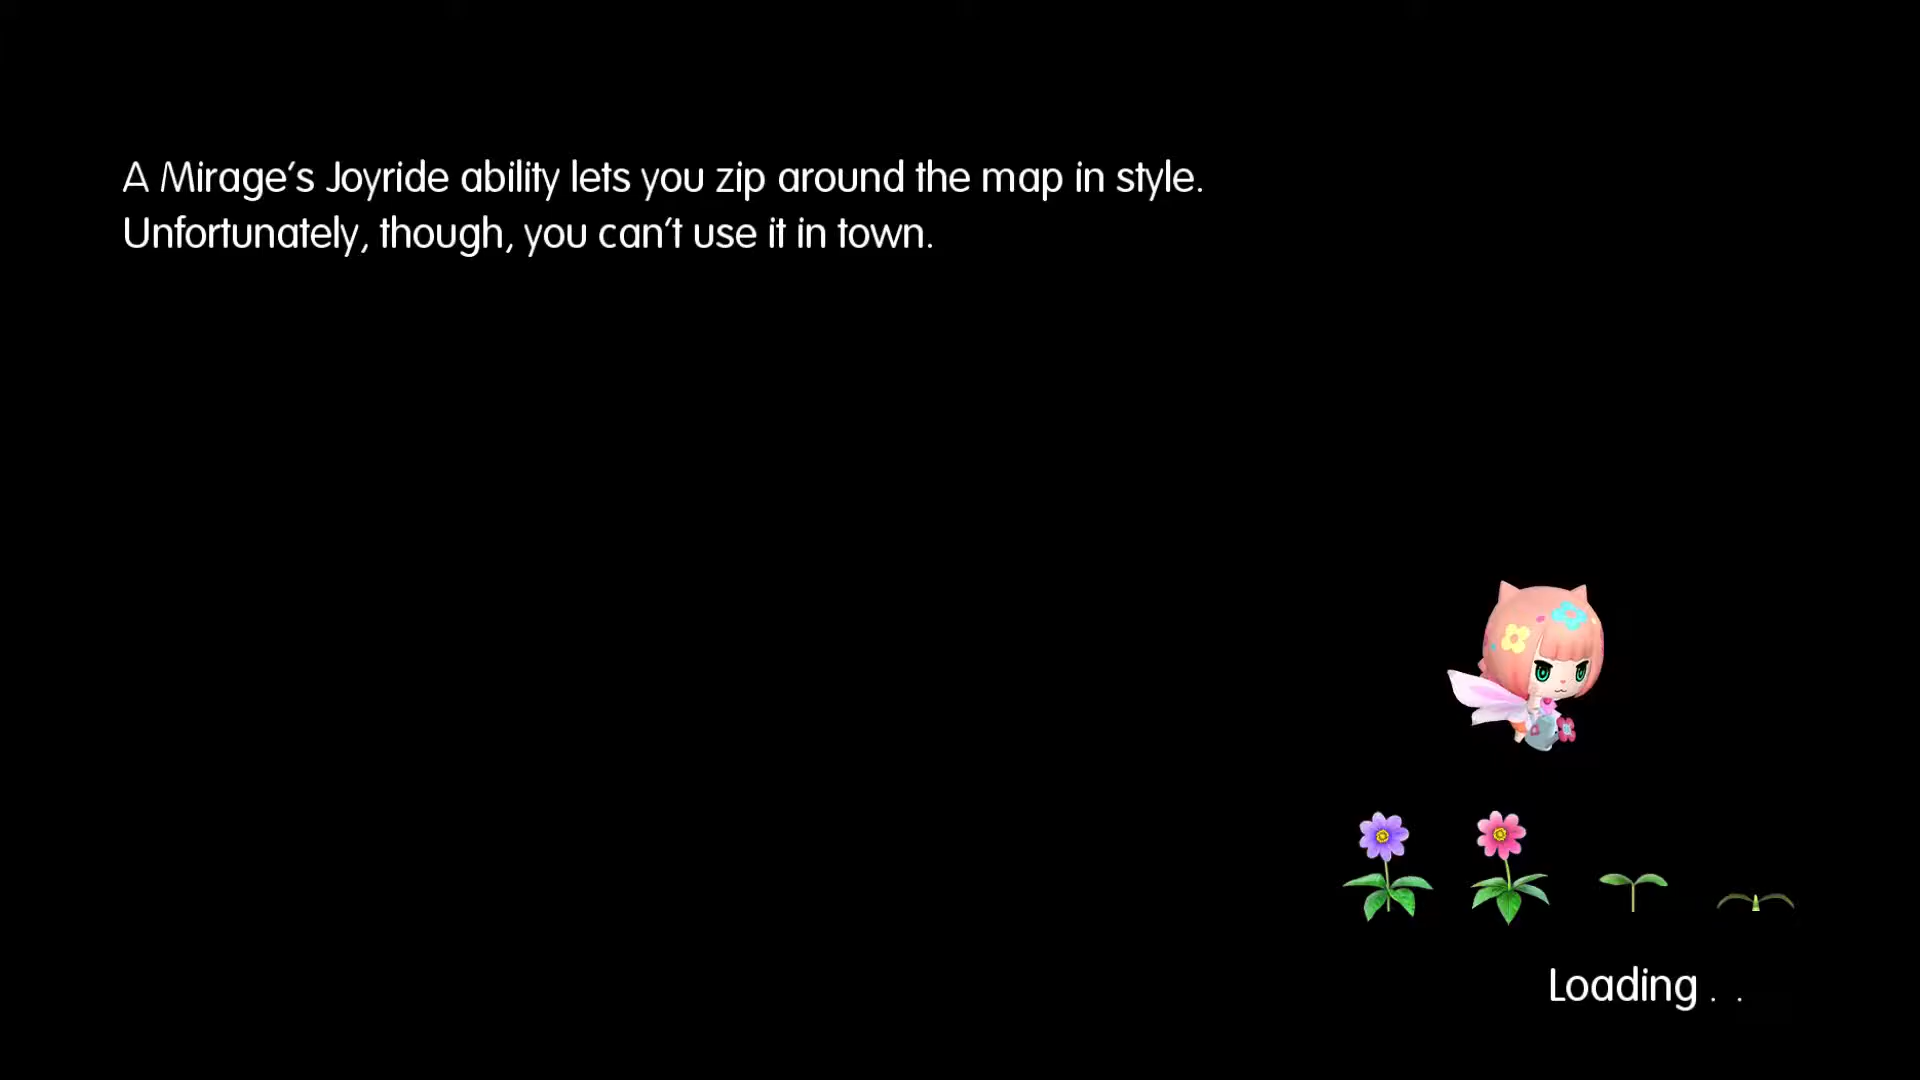 A Mirage's Joyride ability lets you zip around the map in style.
Unfortunately, though, you can't use it in town.
Loading . .